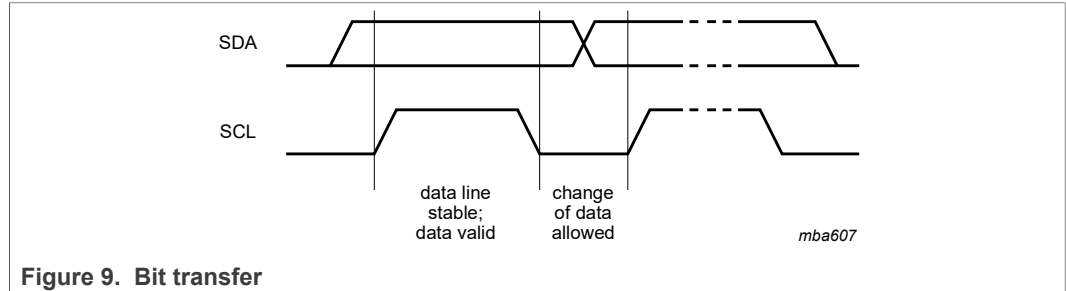 SDA
SCL
data line
stable;
data valid
change
of data
allowed
mba607
Figure 9. Bit transfer